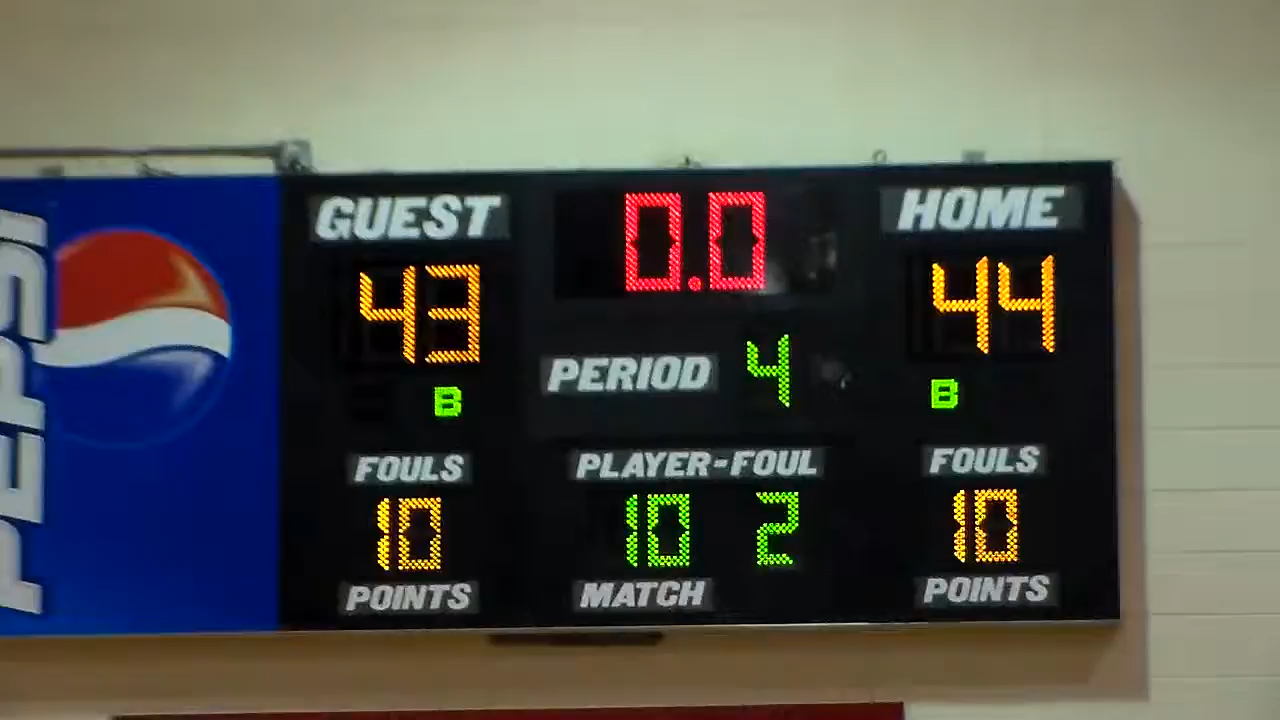 PEPSI
GUEST 0.0 HOME
43 44
PERIOD 4
B B
FOULS PLAYER-FOUL FOULS
10 10 2 10
POINTS MATCH POINTS